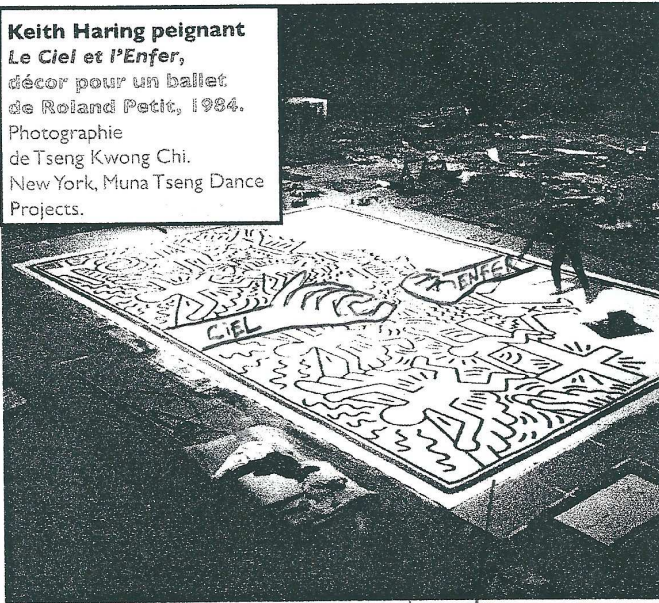 Keith Haring peignant
Le Ciel et l'Enfer,
décor pour un ballet
de Roland Petit, 1984.
Photographie
de Tseng Kwong Chi.
New York, Muna Tseng Dance
Projects.
ENFER
CIEL